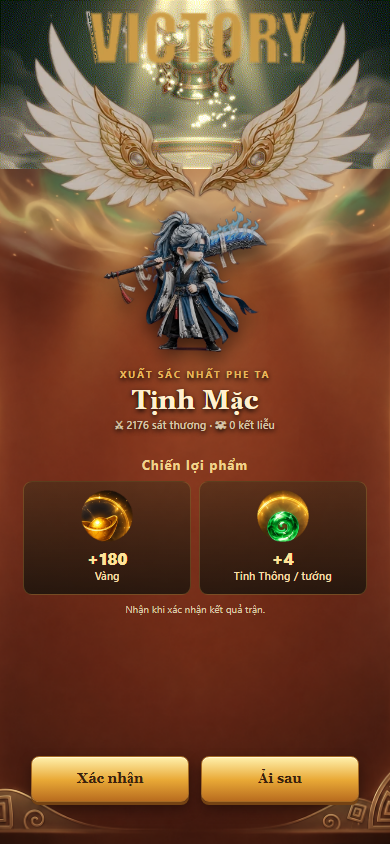 VICTORY
XUẤT SẮC NHẤT PHE TA
Tịnh Mặc
2176 sát thương · 0 kết liễu
Chiến lợi phẩm
+180
Vàng
+4
Tinh Thông / tướng
Nhận khi xác nhận kết quả trận.
Xác nhận
Ải sau